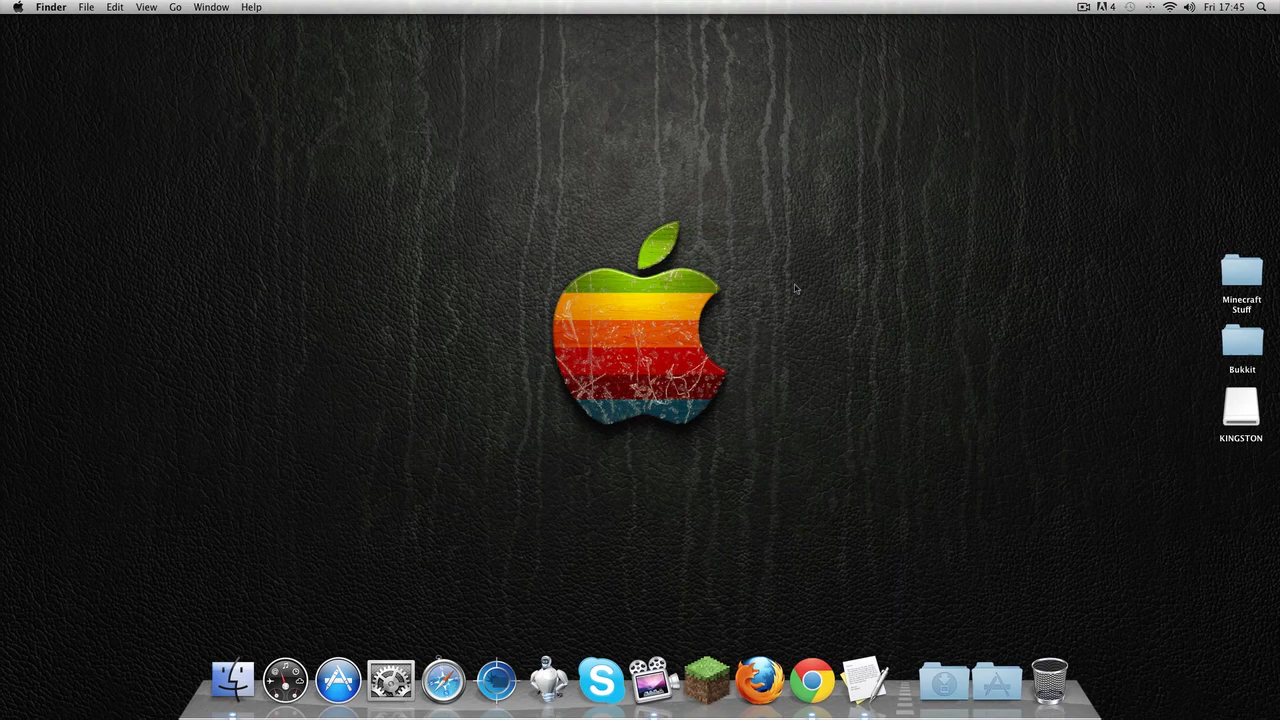 Finder File Edit View Go Window Help
4 Fri 17:45
Minecraft
Stuff
Bukkit
KINGSTON